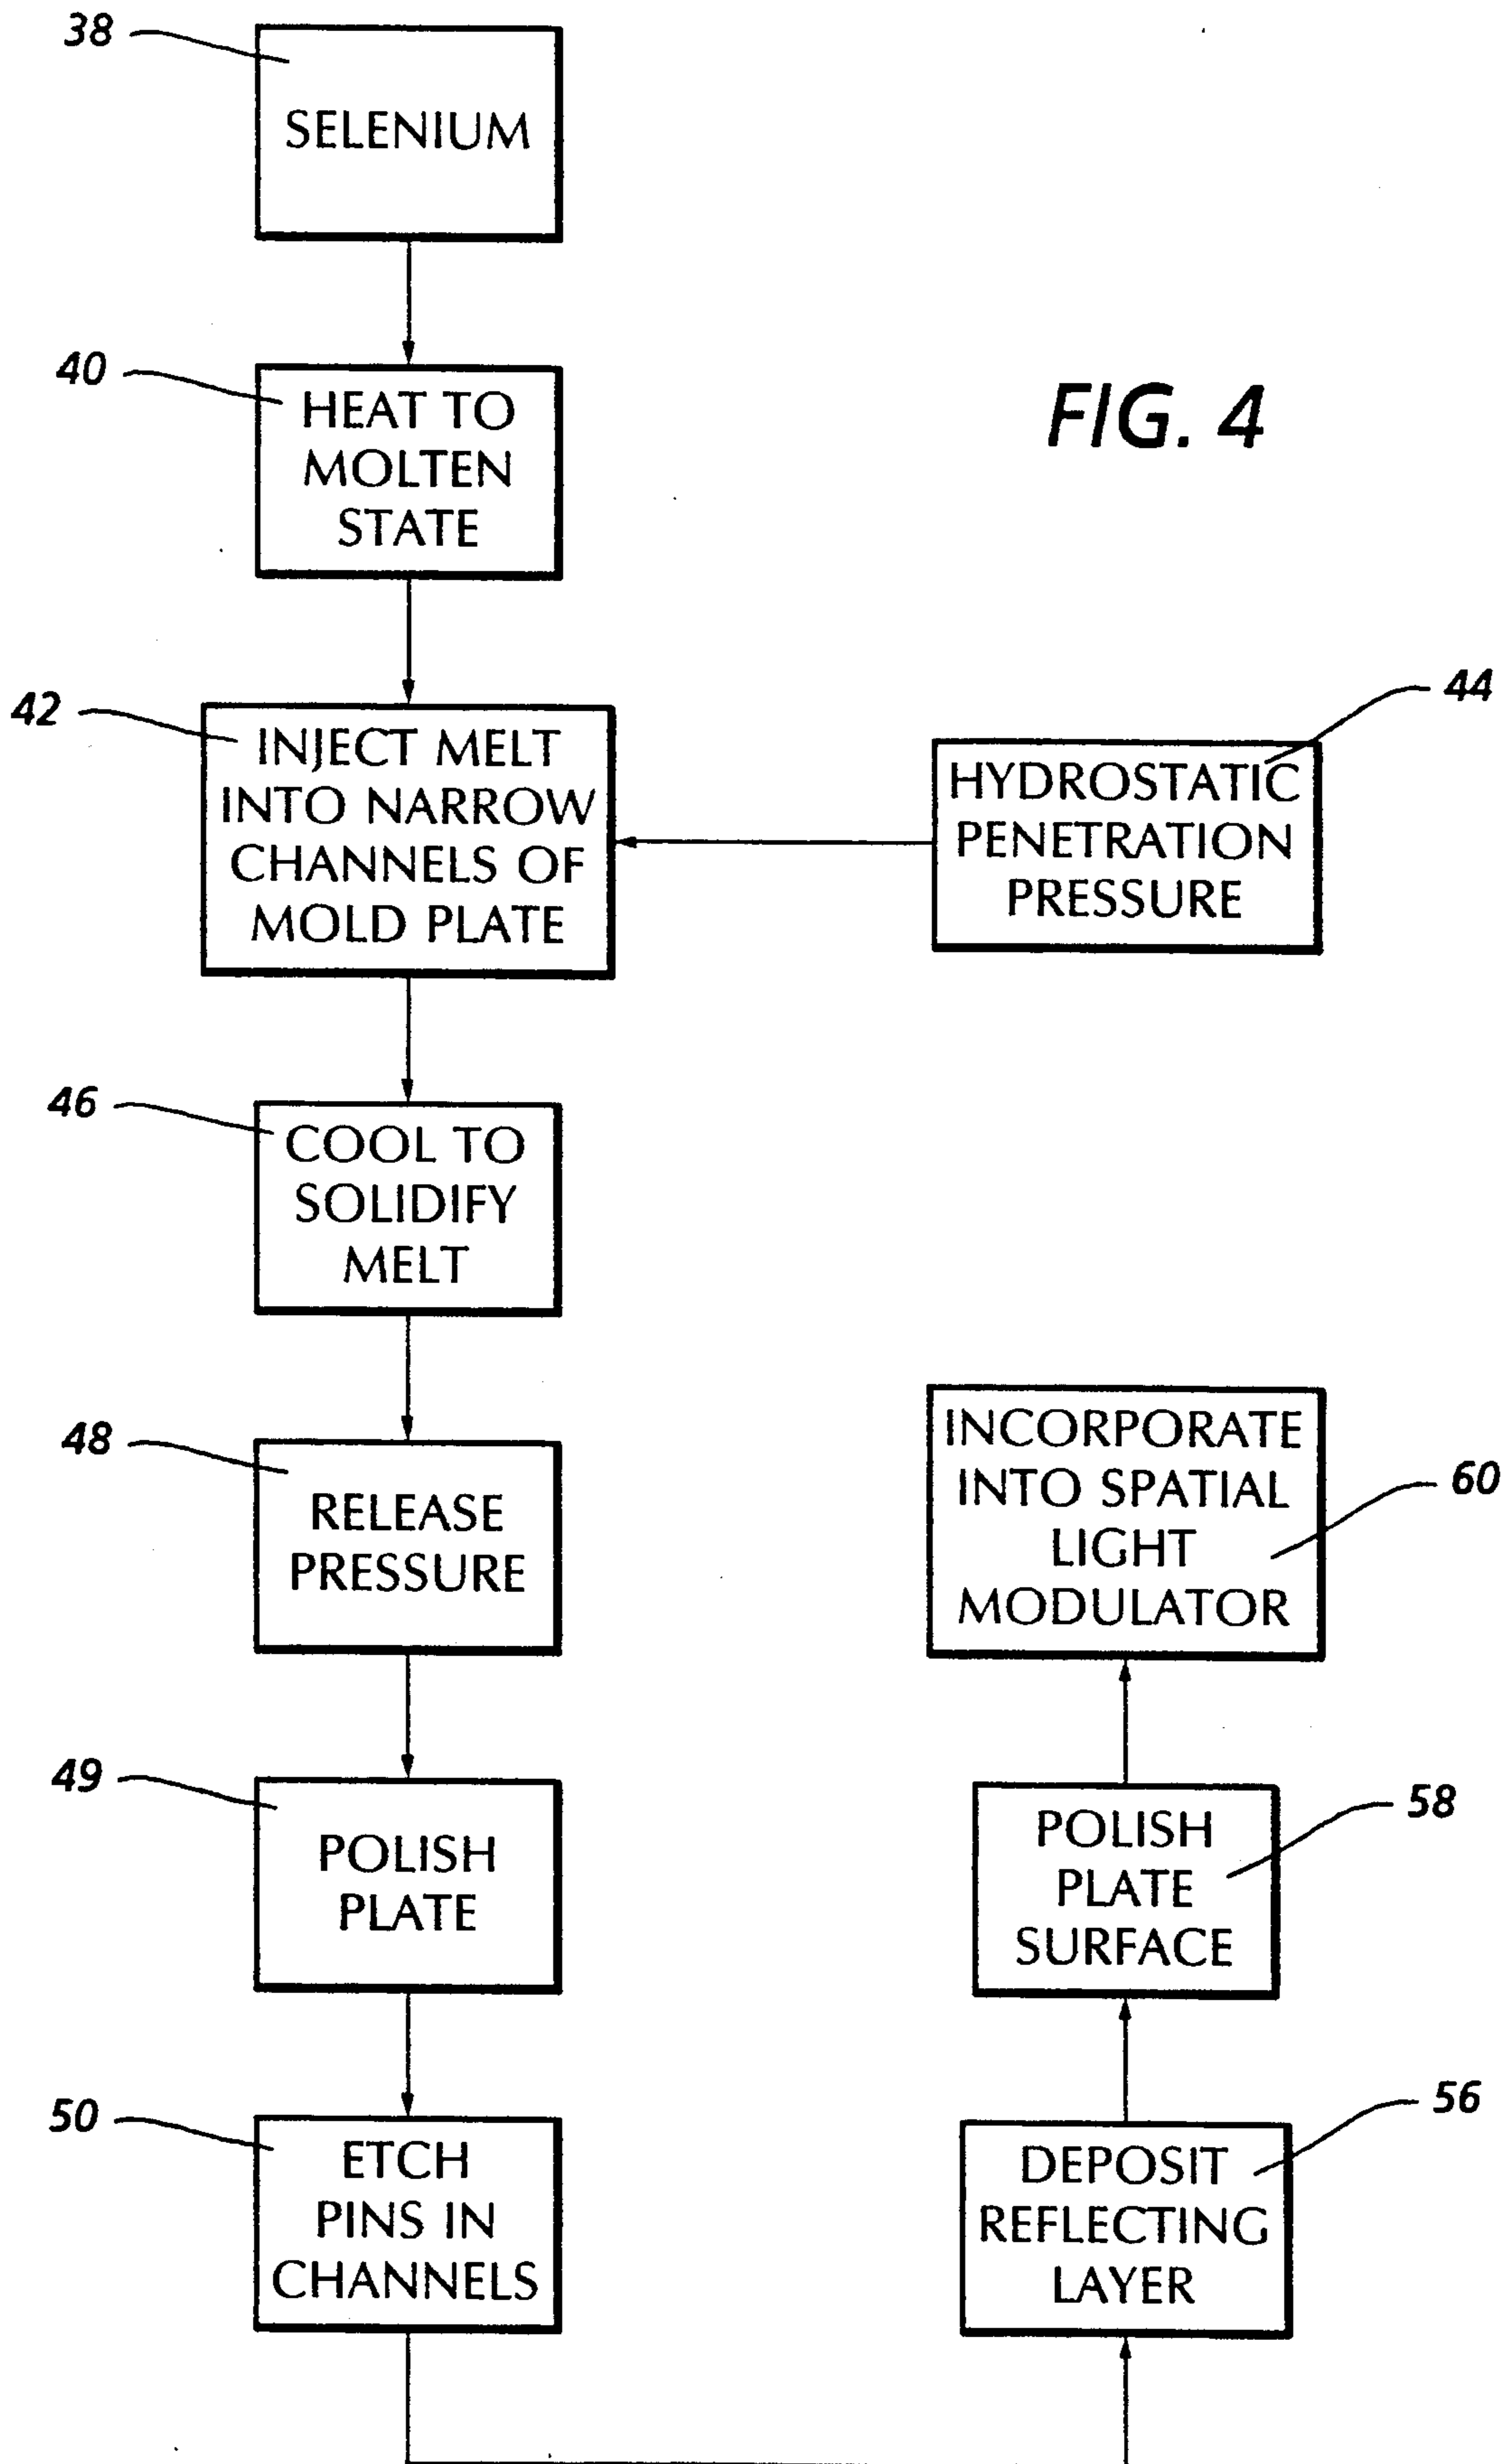 38
SELENIUM
40
HEAT TO
MOLTEN
STATE
FIG. 4
42
INJECT MELT
INTO NARROW
CHANNELS OF
MOLD PLATE
44
HYDROSTATIC
PENETRATION
PRESSURE
46
COOL TO
SOLIDIFY
MELT
48
RELEASE
PRESSURE
49
POLISH
PLATE
50
ETCH
PINS IN
CHANNELS
56
DEPOSIT
REFLECTING
LAYER
58
POLISH
PLATE
SURFACE
60
INCORPORATE
INTO SPATIAL
LIGHT
MODULATOR